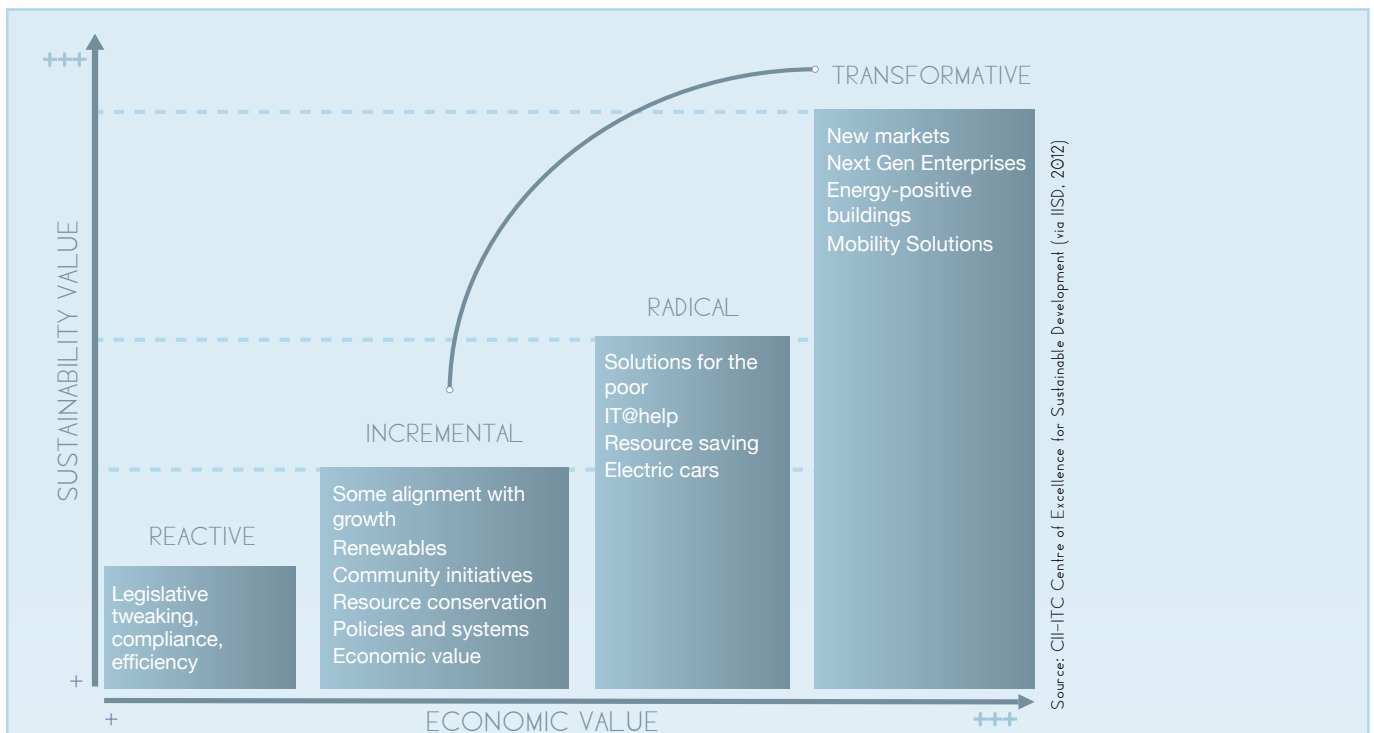 +++
SUSTAINABILITY VALUE
+
REACTIVE
Legislative
tweaking,
compliance,
efficiency
INCREMENTAL
Some alignment with
growth
Renewables
Community initiatives
Resource conservation
Policies and systems
Economic value
RADICAL
Solutions for the
poor
IT@help
Resource saving
Electric cars
TRANSFORMATIVE
New markets
Next Gen Enterprises
Energy-positive
buildings
Mobility Solutions
+
ECONOMIC VALUE
+++
Source: CII-ITC Centre of Excellence for Sustainable Development (via IISD, 2012)